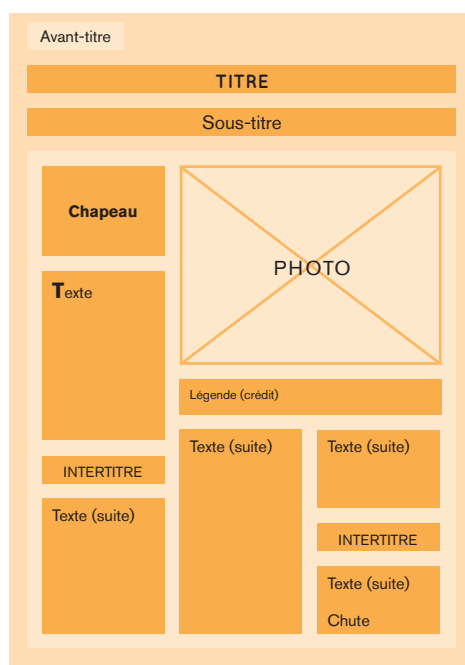 Avant-titre
TITRE
Sous-titre
Chapeau
PHOTO
Texte
Légende (crédit)
INTERTITRE
Texte (suite)
Texte (suite)
Texte (suite)
INTERTITRE
Texte (suite)
Chute